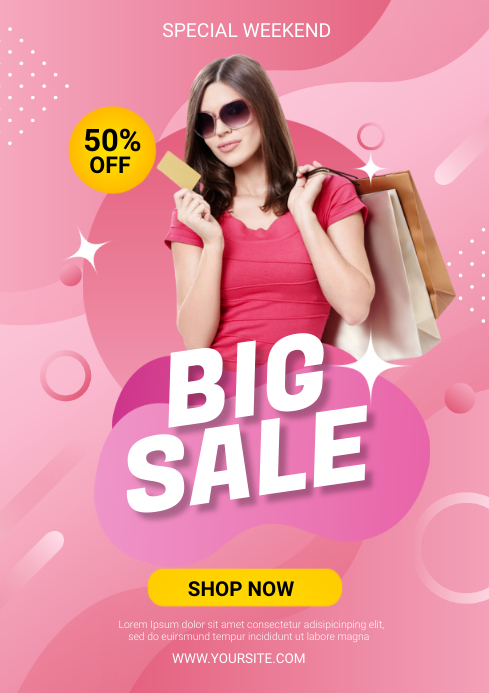 SPECIAL WEEKEND
50%
OFF
BIG
SALE
SHOP NOW
Lorem Ipsum dolor sit amet consectetur adisipicinping elit,
sed do euirsmund tempur incididunt ut labore magna
WWW.YOURSITE.COM